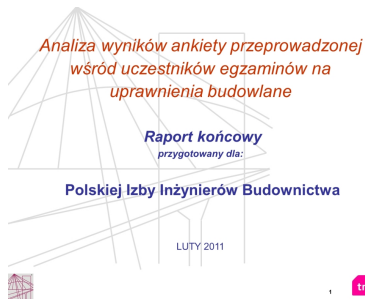 Analiza wyników ankiety przeprowadzonej
wśród uczestników egzaminów na
uprawnienia budowlane
Raport końcowy
przygotowany dla:
Polskiej Izby Inżynierów Budownictwa
LUTY 2011